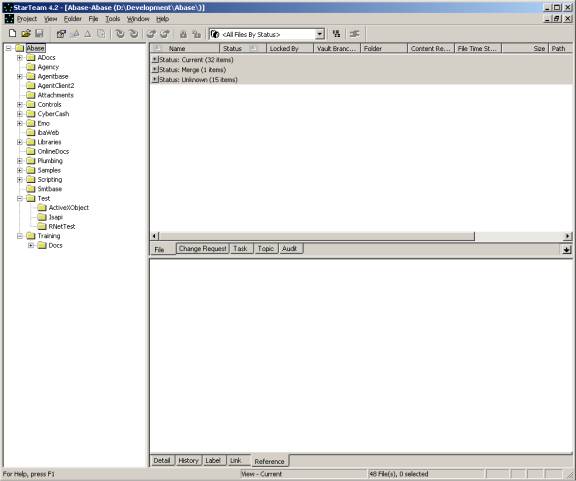 StarTeam 4.2 - [Abase-Abase (D:\Development\Abase\)]
Project View Folder File Tools Window Help
<All Files By Status>
Abase
ADocs
Agency
Agentbase
AgentClient2
Attachments
Controls
CyberCash
Emo
ibaWeb
Libraries
OnlineDocs
Plumbing
Samples
Scripting
Smtbase
Test
ActiveXObject
Isapi
RNetTest
Training
Docs
Name Status Locked By Vault Branc... Folder Content Re... File Time St... Size Path
Status: Current (32 items)
Status: Merge (1 items)
Status: Unknown (15 items)
File Change Request Task Topic Audit
Detail History Label Link Reference
For Help, press F1 View - Current 48 File(s), 0 selected